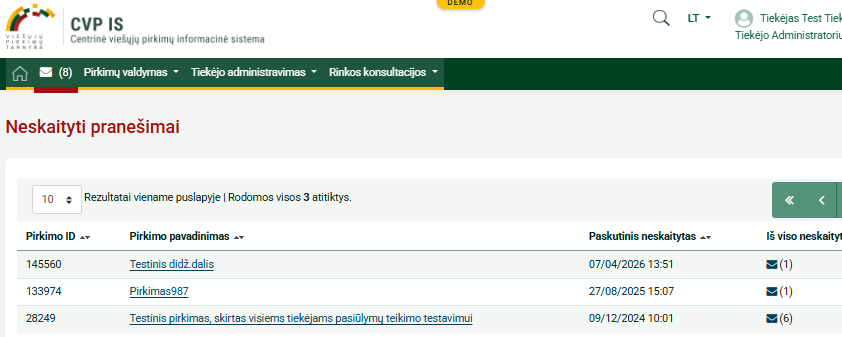 DEMO
CVP IS
Centrinė viešųjų pirkimų informacinė sistema
VIEŠŲJŲ
PIRKIMŲ
TARNYBA
LT
Tiekėjas Test Tiek
Tiekėjo Administratoriu
(8) Pirkimų valdymas Tiekėjo administravimas Rinkos konsultacijos
Neskaityti pranešimai
10 Rezultatai viename puslapyje | Rodomos visos 3 atitiktys.
Pirkimo ID Pirkimo pavadinimas Paskutinis neskaitytas Iš viso neskaityt
145560 Testinis didž.dalis 07/04/2026 13:51 (1)
133974 Pirkimas987 27/08/2025 15:07 (1)
28249 Testinis pirkimas, skirtas visiems tiekėjams pasiūlymų teikimo testavimui 09/12/2024 10:01 (6)